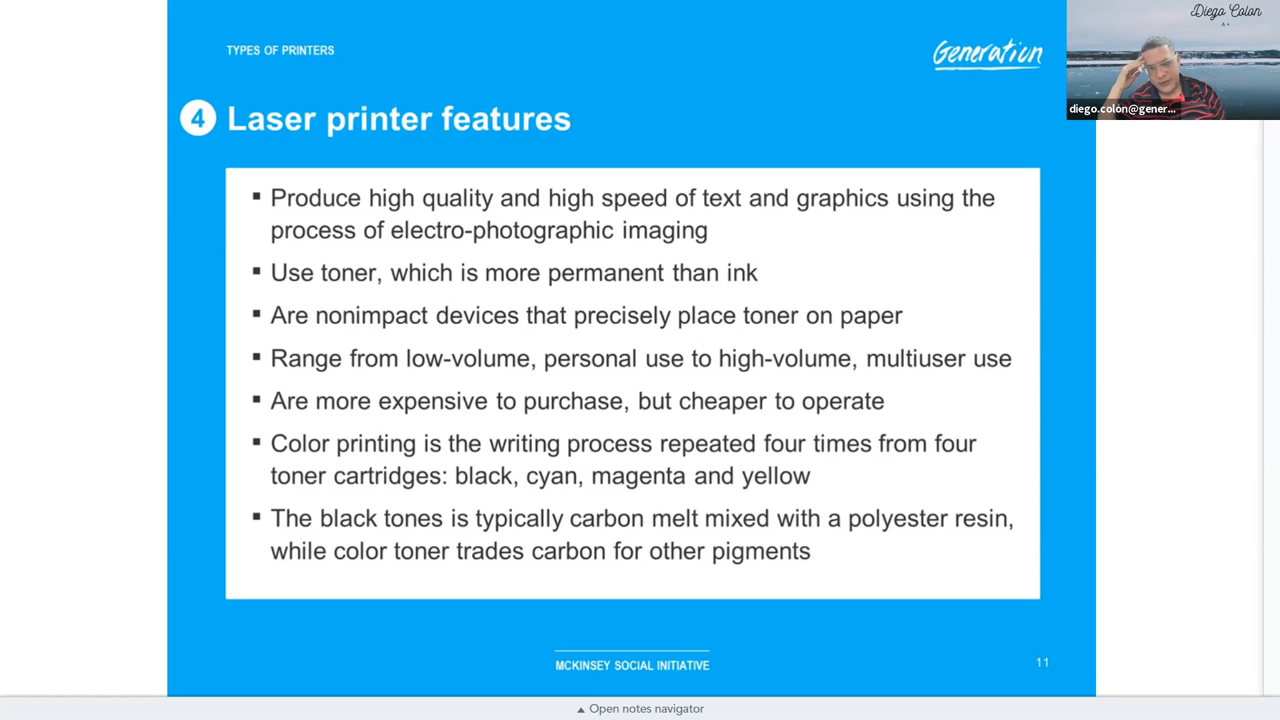 TYPES OF PRINTERS
Generation
Diego Colon
A+
diego.colon@gener...
4 Laser printer features
▪ Produce high quality and high speed of text and graphics using the
process of electro-photographic imaging
▪ Use toner, which is more permanent than ink
▪ Are nonimpact devices that precisely place toner on paper
▪ Range from low-volume, personal use to high-volume, multiuser use
▪ Are more expensive to purchase, but cheaper to operate
▪ Color printing is the writing process repeated four times from four
toner cartridges: black, cyan, magenta and yellow
▪ The black tones is typically carbon melt mixed with a polyester resin,
while color toner trades carbon for other pigments
MCKINSEY SOCIAL INITIATIVE
11
▲ Open notes navigator